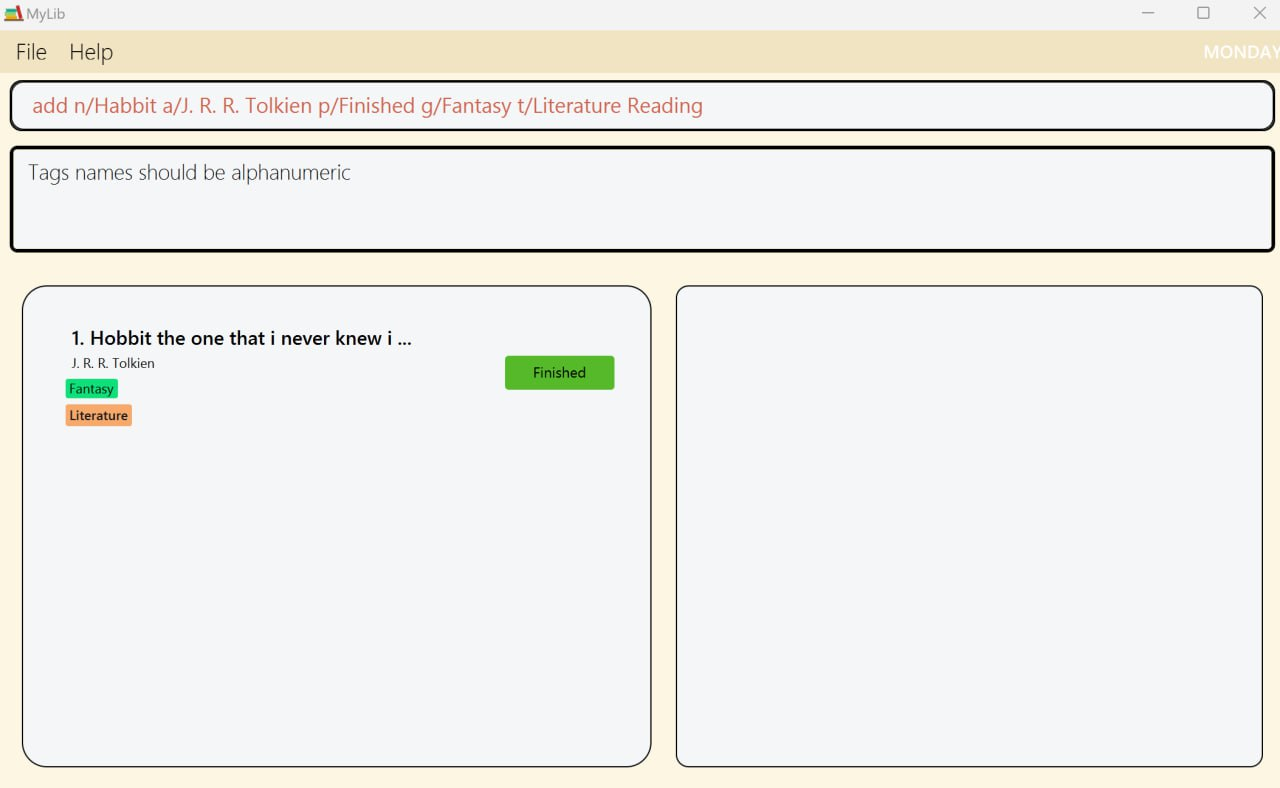 MyLib
File Help
MONDAY
add n/Habbit a/J. R. R. Tolkien p/Finished g/Fantasy t/Literature Reading
Tags names should be alphanumeric
1. Hobbit the one that i never knew i ...
J. R. R. Tolkien
Finished
Fantasy
Literature